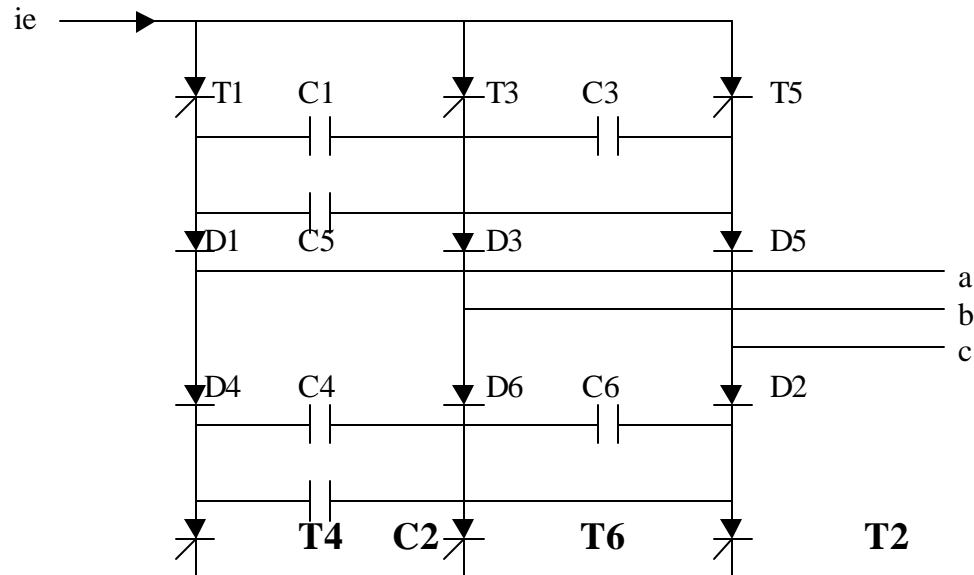 ie
T1 C1 T3 C3 T5
D1 C5 D3 D5
a
b
c
D4 C4 D6 C6 D2
T4 C2 T6 T2